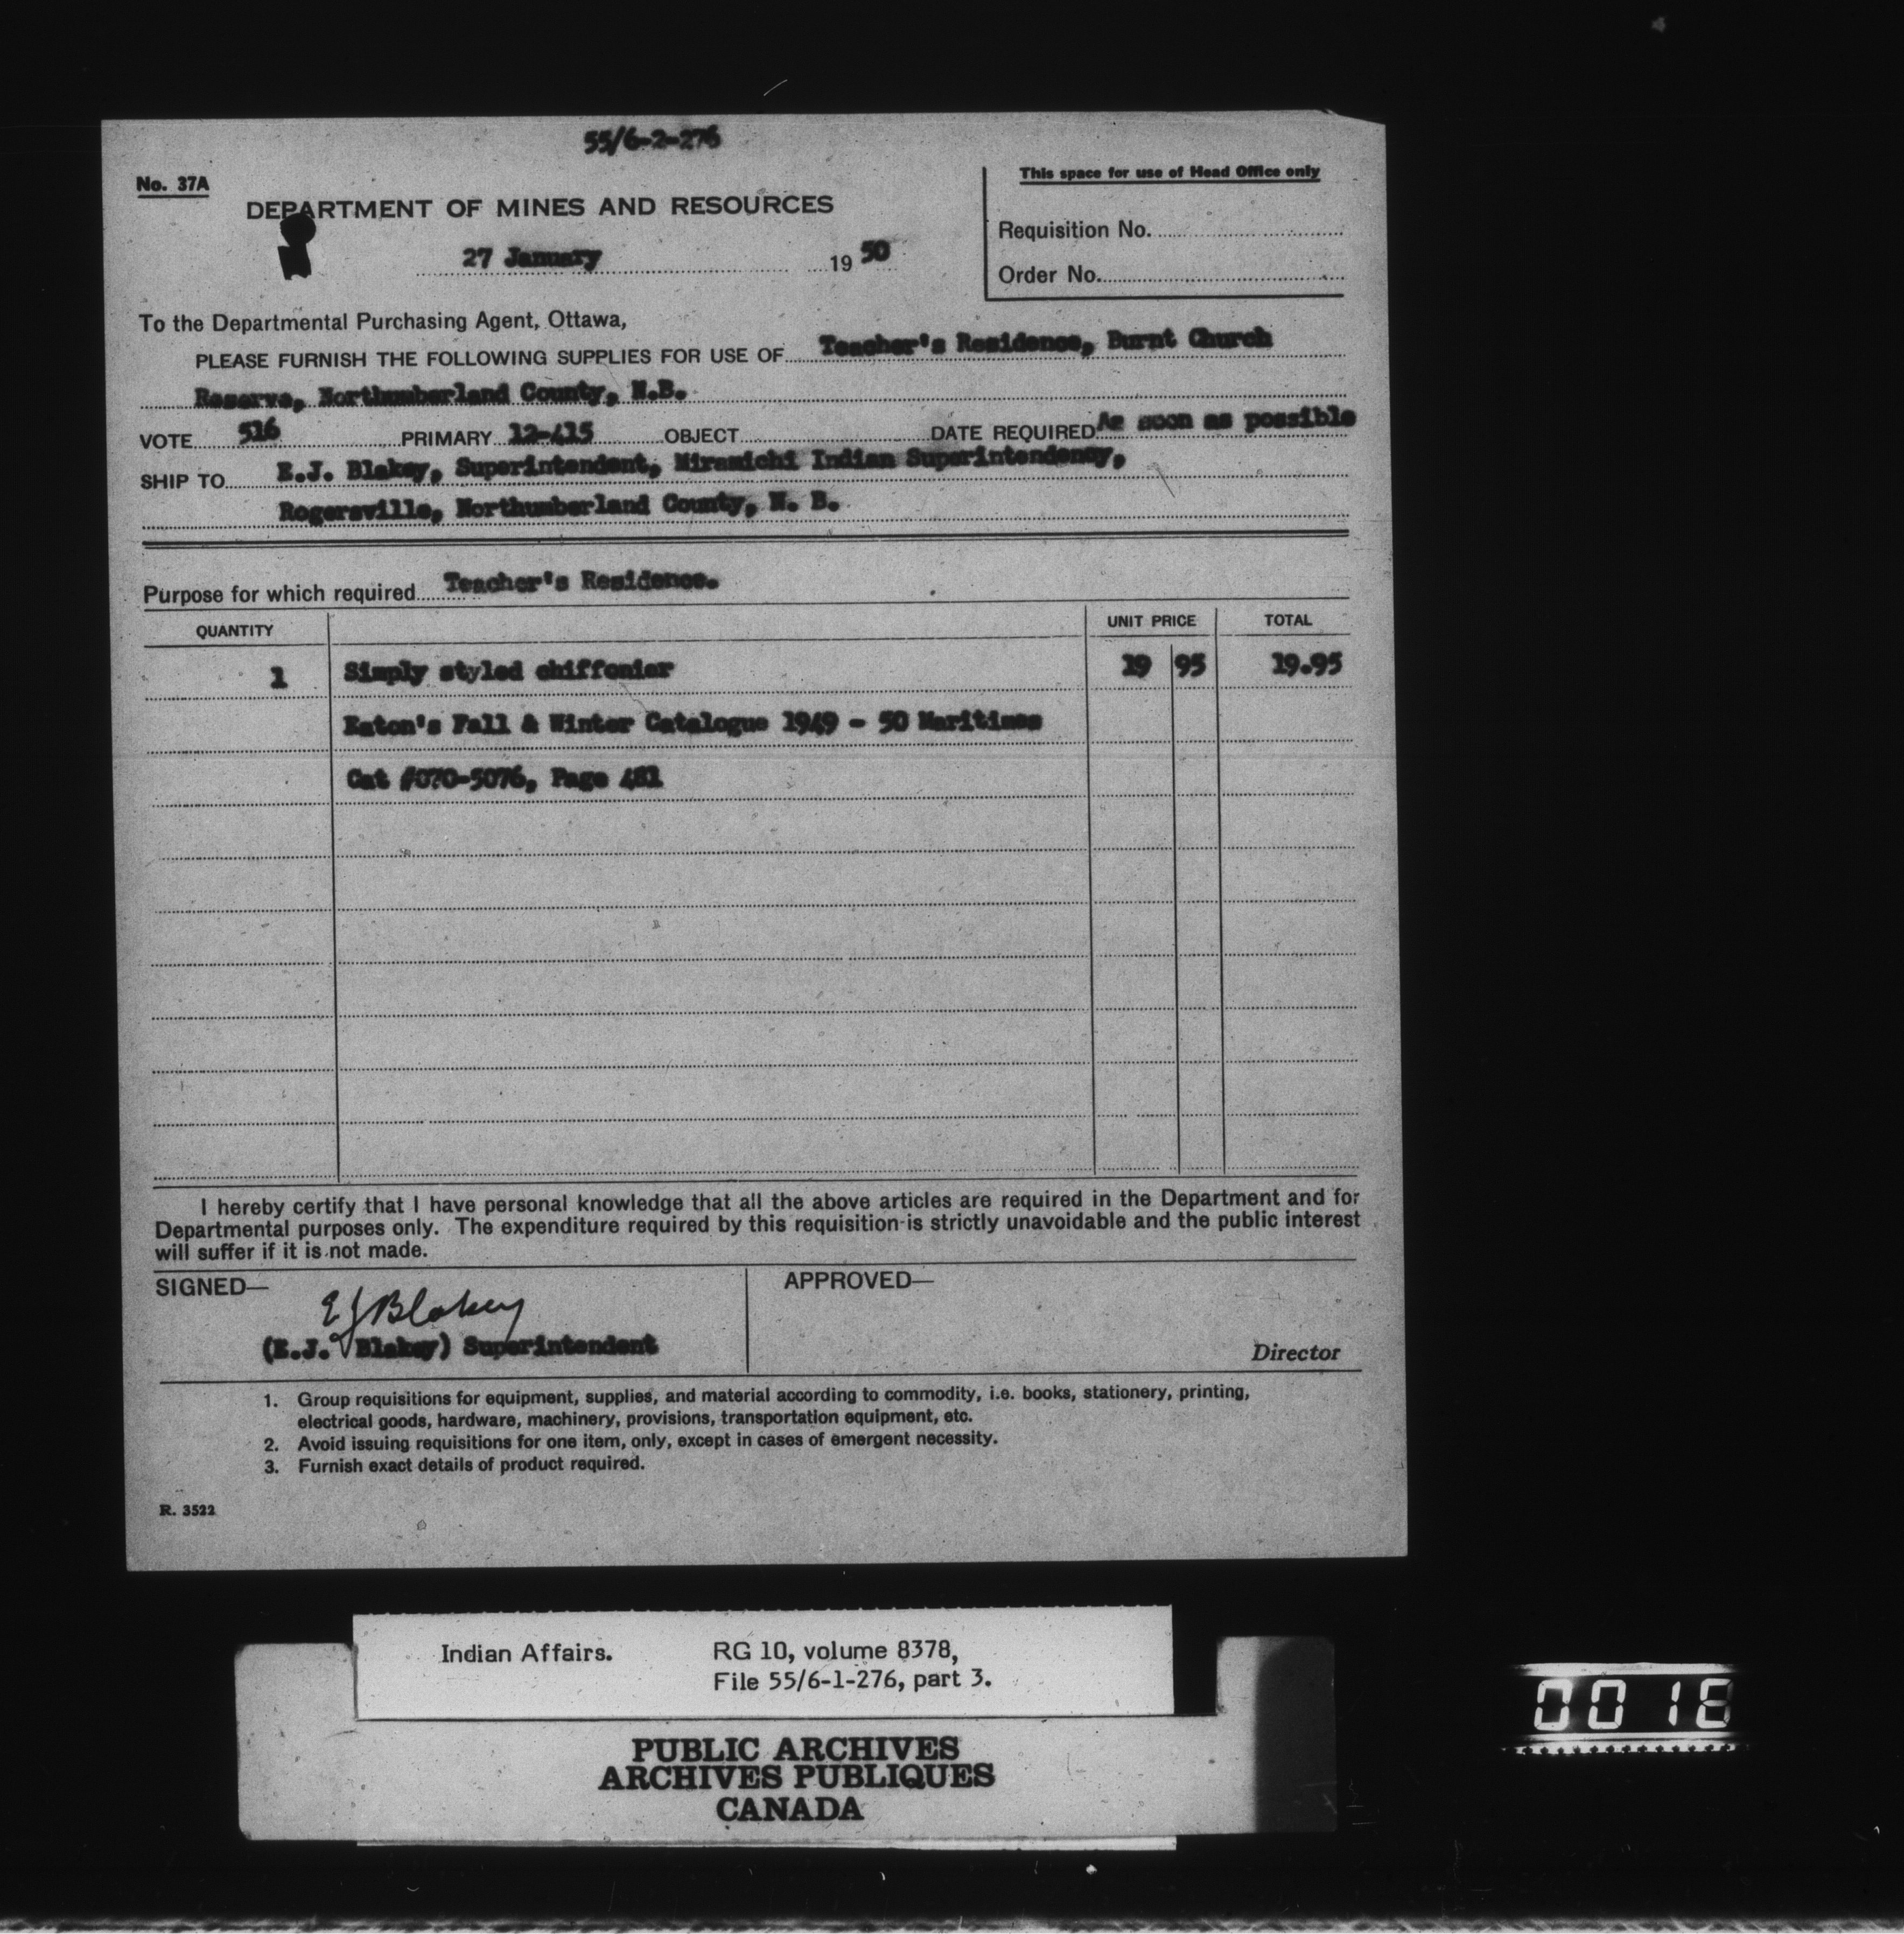 55/6-2-276
No. 37A
This space for use of Head Office only
DEPARTMENT OF MINES AND RESOURCES
Requisition No.
27 January 19 50
Order No.
To the Departmental Purchasing Agent, Ottawa,
PLEASE FURNISH THE FOLLOWING SUPPLIES FOR USE OF Teacher's Residence, Burnt Church
Reserve, Northumberland County, N.B.
VOTE 516 PRIMARY 12-415 OBJECT DATE REQUIRED As soon as possible
SHIP TO E.J. Blakey, Superintendent, Miramichi Indian Superintendency,
Rogersville, Northumberland County, N. B.
Purpose for which required Teacher's Residence.
QUANTITY UNIT PRICE TOTAL
1 Simply styled chiffonier 19 95 19.95
Eaton's Fall & Winter Catalogue 1949 - 50 Maritimes
Cat #070-5076, Page 481
I hereby certify that I have personal knowledge that all the above articles are required in the Department and for
Departmental purposes only. The expenditure required by this requisition is strictly unavoidable and the public interest
will suffer if it is not made.
SIGNED— APPROVED—
EJ Blakey
(E.J. Blakey) Superintendent
Director
1. Group requisitions for equipment, supplies, and material according to commodity, i.e. books, stationery, printing,
electrical goods, hardware, machinery, provisions, transportation equipment, etc.
2. Avoid issuing requisitions for one item, only, except in cases of emergent necessity.
3. Furnish exact details of product required.
R. 3522
Indian Affairs. RG 10, volume 8378,
File 55/6-1-276, part 3.
PUBLIC ARCHIVES
ARCHIVES PUBLIQUES
CANADA